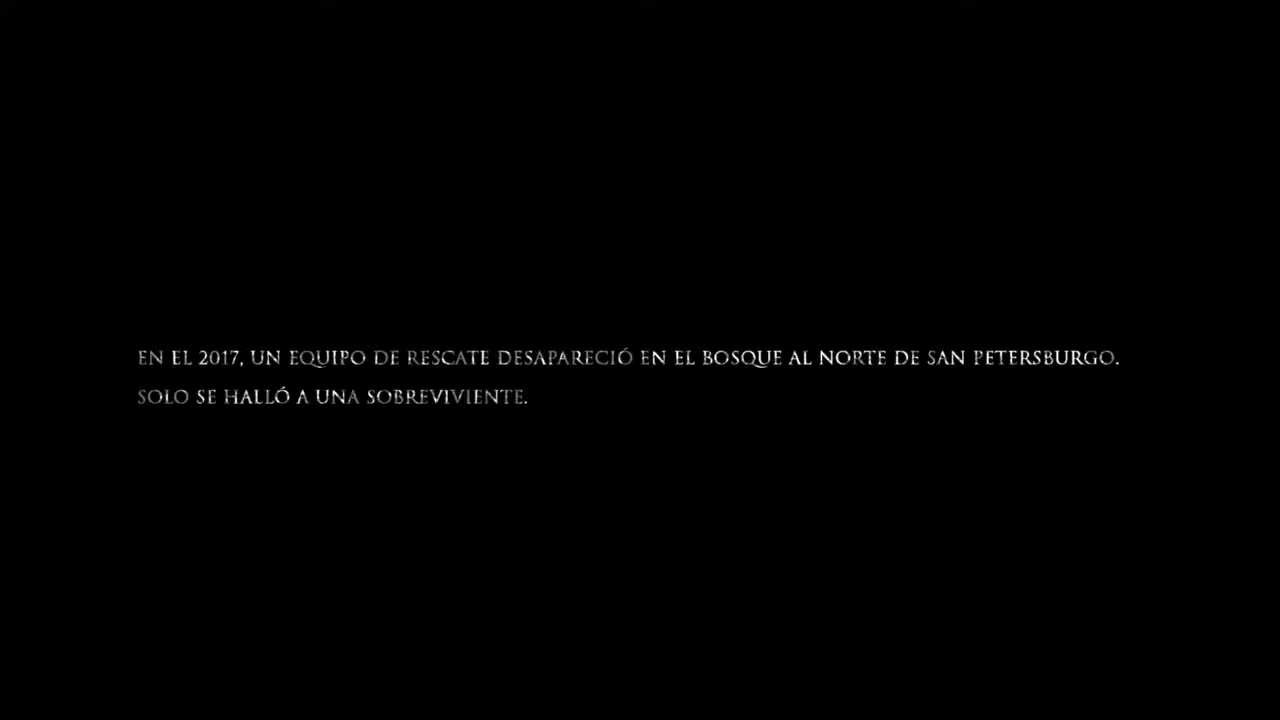 EN EL 2017, UN EQUIPO DE RESCATE DESAPARECIÓ EN EL BOSQUE AL NORTE DE SAN PETERSBURGO.
SOLO SE HALLÓ A UNA SOBREVIVIENTE.